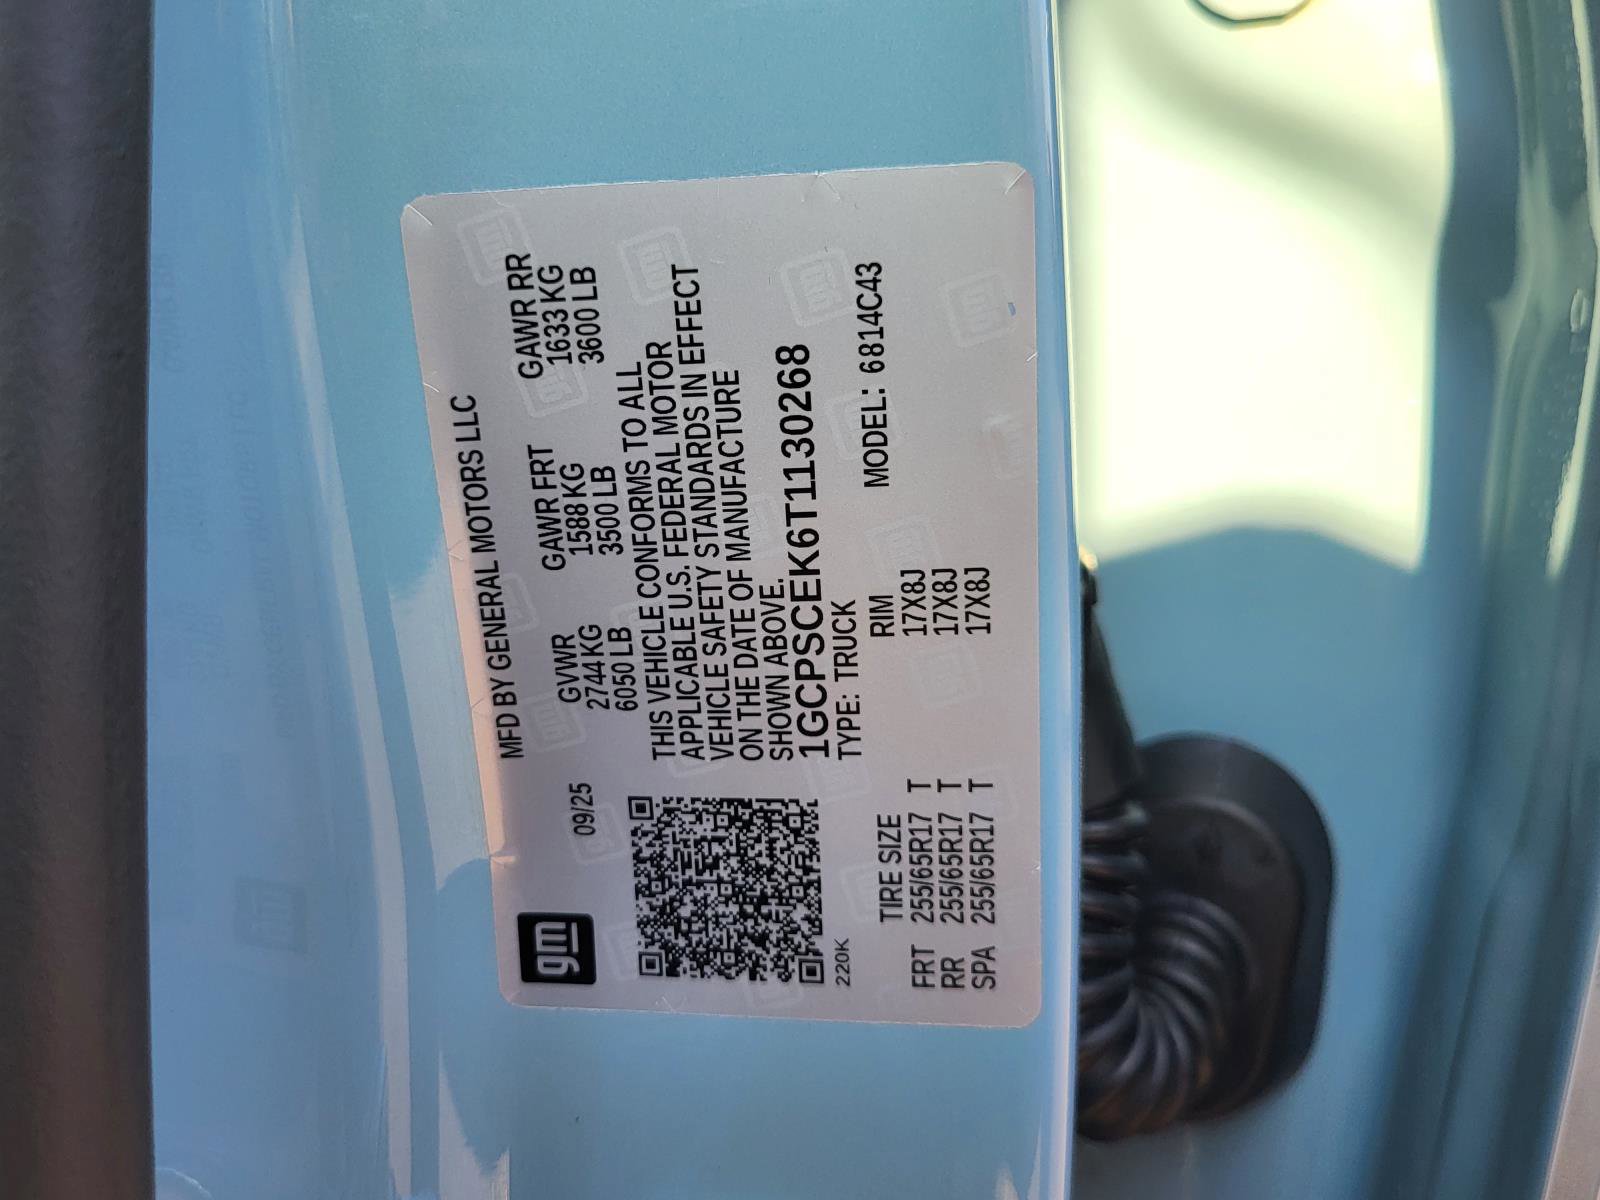 gm
09/25
MFD BY GENERAL MOTORS LLC
GVWR GAWR FRT GAWR RR
2744 KG 1588 KG 1633 KG
6050 LB 3500 LB 3600 LB
THIS VEHICLE CONFORMS TO ALL
APPLICABLE U.S. FEDERAL MOTOR
VEHICLE SAFETY STANDARDS IN EFFECT
ON THE DATE OF MANUFACTURE
SHOWN ABOVE.
1GCPSCEK6T1130268
220K
TYPE: TRUCK MODEL: 6814C43
TIRE SIZE RIM
FRT 255/65R17 T 17X8J
RR 255/65R17 T 17X8J
SPA 255/65R17 T 17X8J